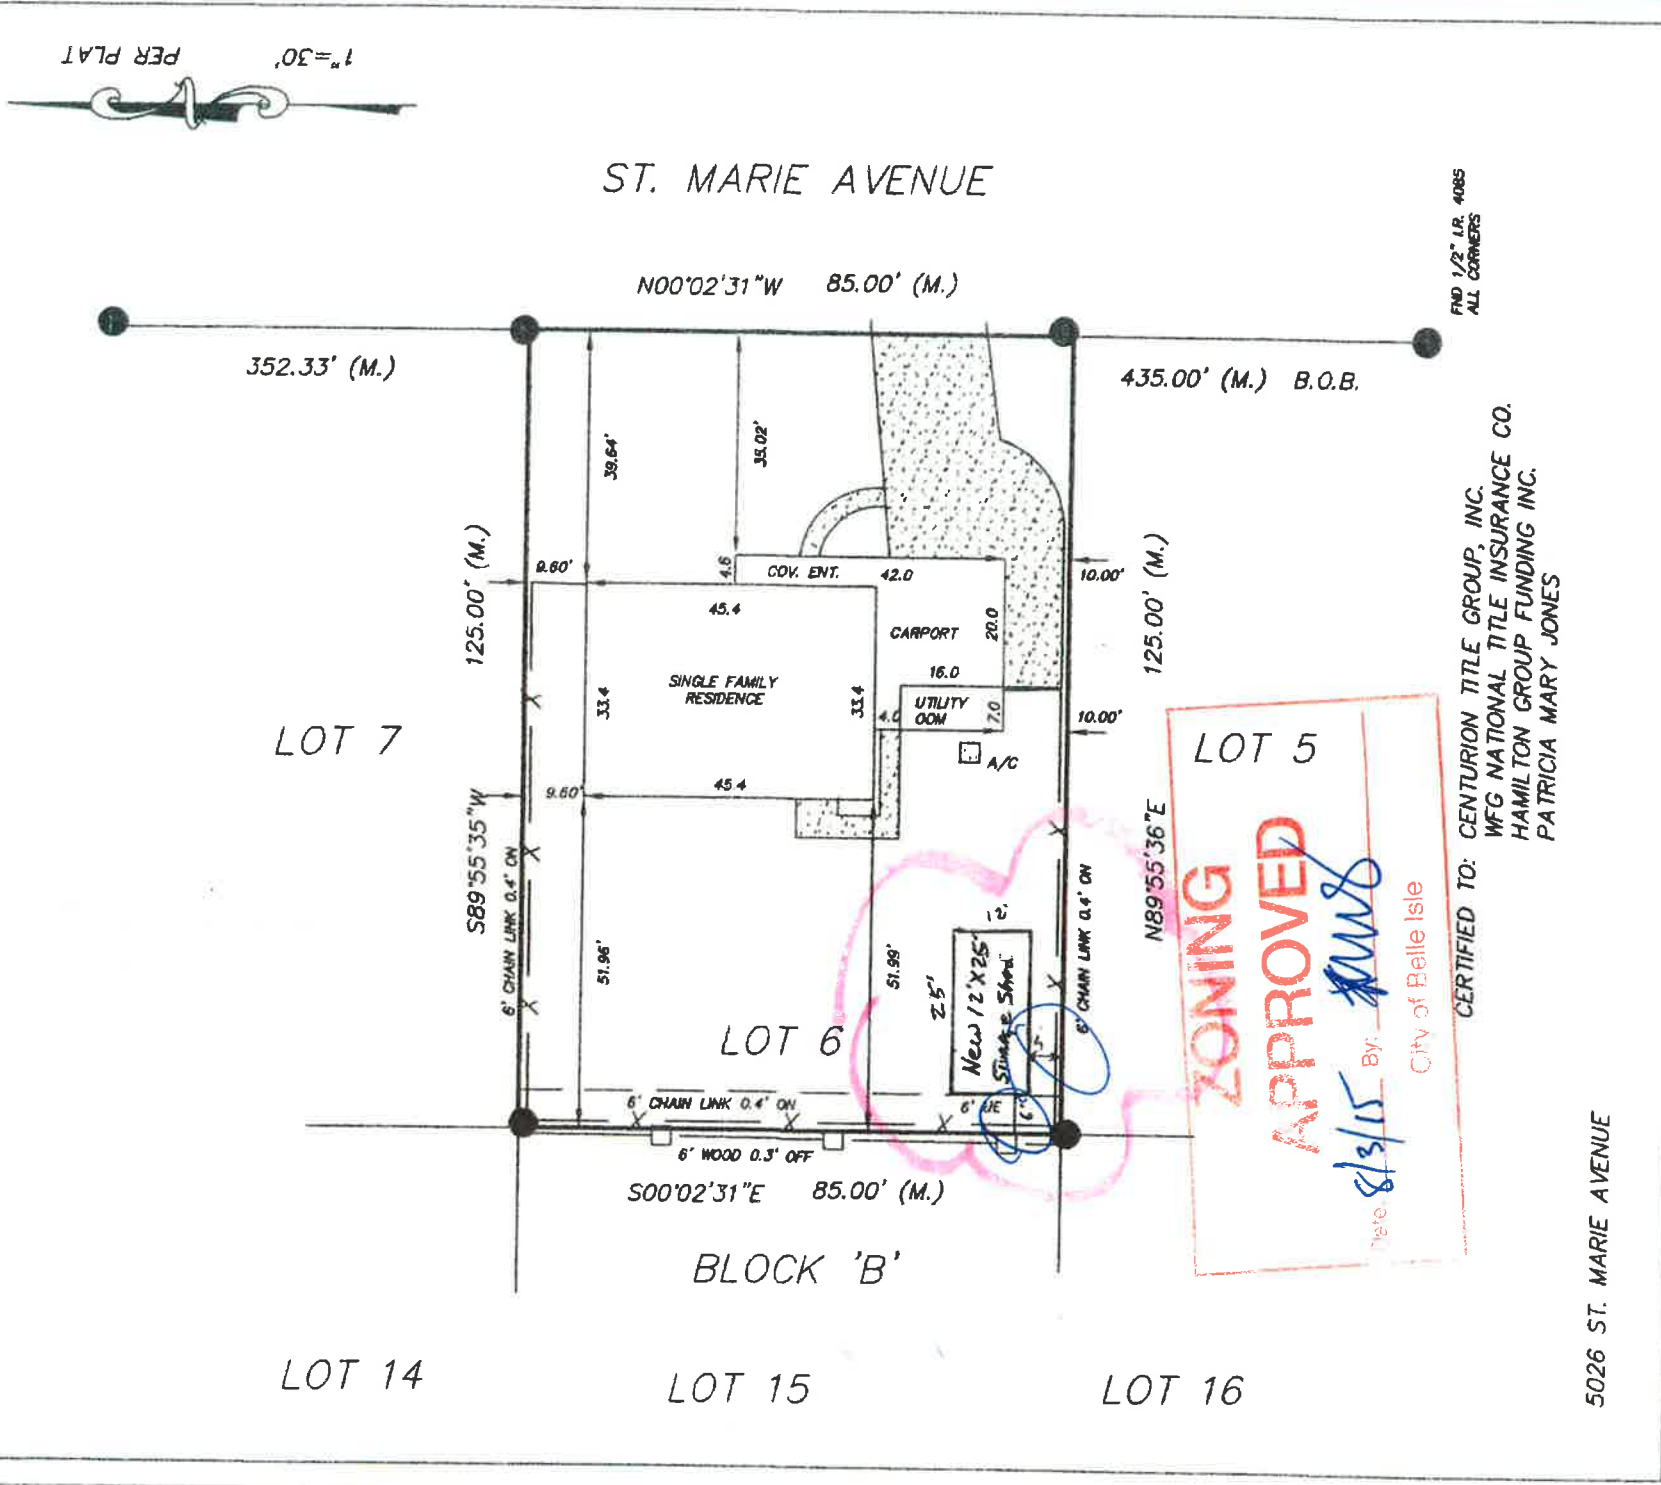 1"=30'
PER PLAT
ST. MARIE AVENUE
N00°02'31"W 85.00' (M.)
FND 1/2" I.R. 4085
ALL CORNERS
352.33' (M.)
435.00' (M.) B.O.B.
39.64'
35.02'
125.00' (M.)
125.00' (M.)
9.60'
4.6
COV. ENT.
42.0
10.00'
45.4
CARPORT
20.0
SINGLE FAMILY
RESIDENCE
16.0
33.4
33.4
UTILITY
OOM
4.0
7.0
10.00'
A/C
LOT 7
LOT 5
9.60'
45.4
S89°55'35"W
N89°55'36"E
6' CHAIN LINK 0.4' ON
6' CHAIN LINK 0.4' ON
51.96'
51.99'
12'
25'
New 12'X25'
Storage Shed
4'
LOT 6
6' CHAIN LINK 0.4' ON
6' UE
6'
6' WOOD 0.3' OFF
S00°02'31"E 85.00' (M.)
BLOCK 'B'
LOT 14
LOT 15
LOT 16
ZONING
APPROVED
Date: 8/3/15 By:
City of Belle Isle
CERTIFIED TO: CENTURION TITLE GROUP, INC.
WFG NATIONAL TITLE INSURANCE CO.
HAMILTON GROUP FUNDING INC.
PATRICIA MARY JONES
5026 ST. MARIE AVENUE